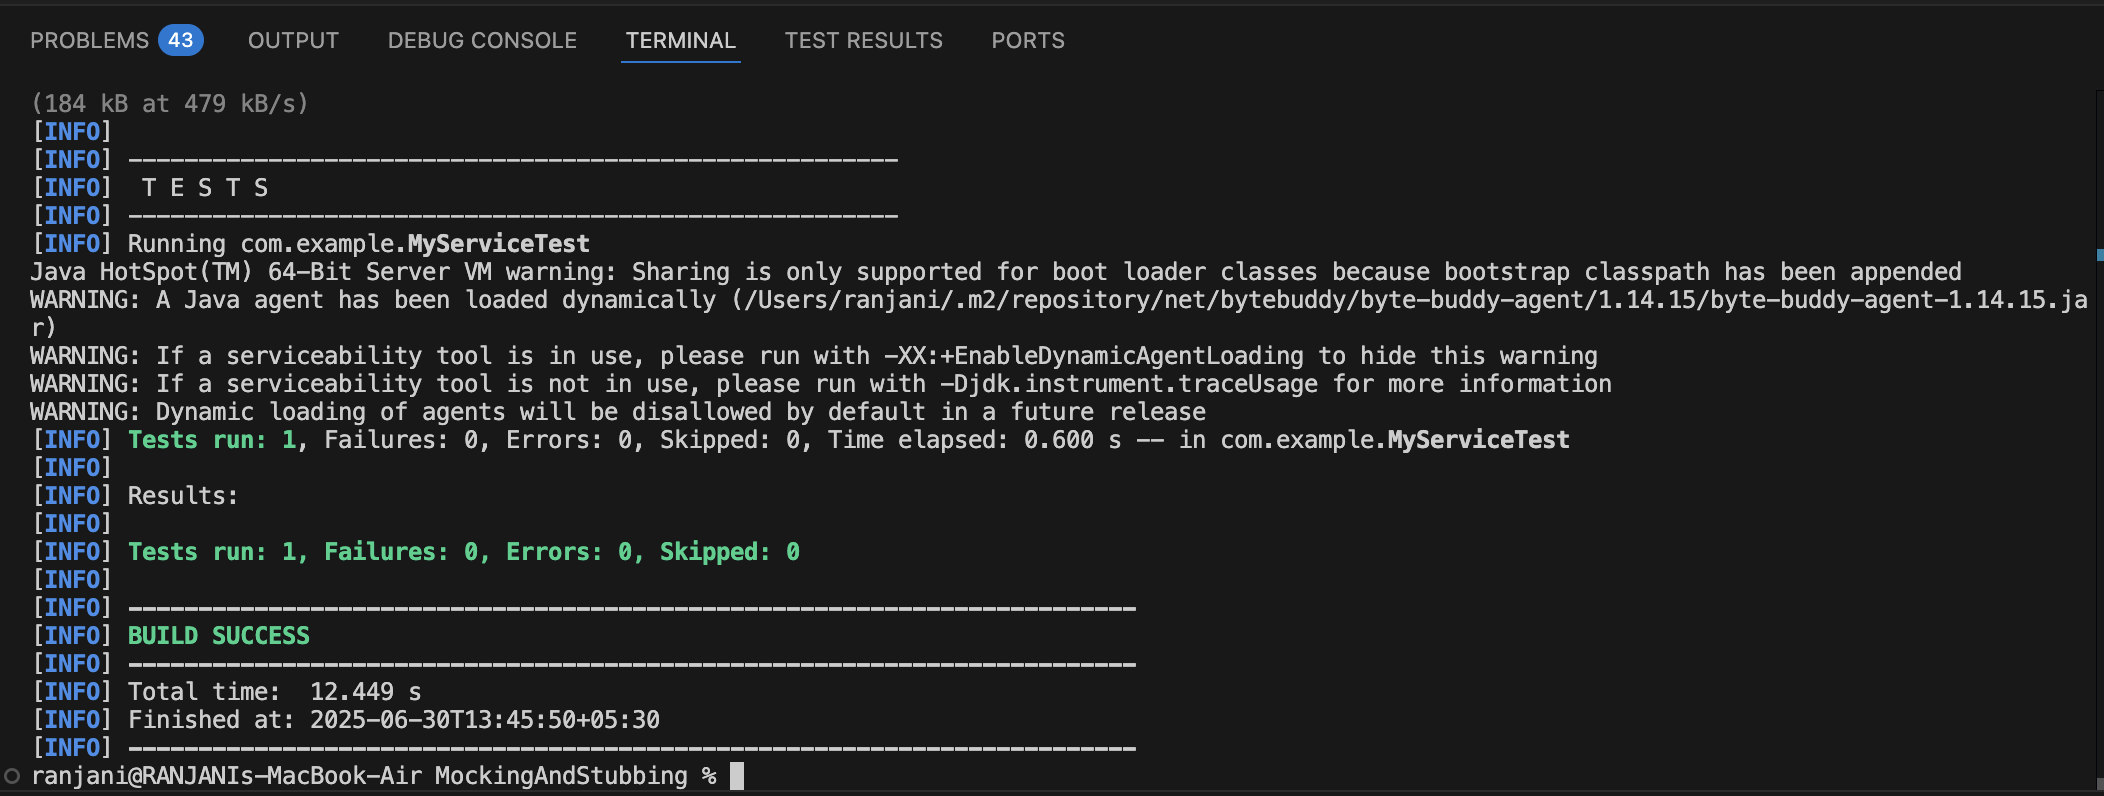 PROBLEMS 43 OUTPUT DEBUG CONSOLE TERMINAL TEST RESULTS PORTS
(184 kB at 479 kB/s)
[INFO]
[INFO] -------------------------------------------------------
[INFO]  T E S T S
[INFO] -------------------------------------------------------
[INFO] Running com.example.MyServiceTest
Java HotSpot(TM) 64-Bit Server VM warning: Sharing is only supported for boot loader classes because bootstrap classpath has been appended
WARNING: A Java agent has been loaded dynamically (/Users/ranjani/.m2/repository/net/bytebuddy/byte-buddy-agent/1.14.15/byte-buddy-agent-1.14.15.ja
r)
WARNING: If a serviceability tool is in use, please run with -XX:+EnableDynamicAgentLoading to hide this warning
WARNING: If a serviceability tool is not in use, please run with -Djdk.instrument.traceUsage for more information
WARNING: Dynamic loading of agents will be disallowed by default in a future release
[INFO] Tests run: 1, Failures: 0, Errors: 0, Skipped: 0, Time elapsed: 0.600 s -- in com.example.MyServiceTest
[INFO]
[INFO] Results:
[INFO]
[INFO] Tests run: 1, Failures: 0, Errors: 0, Skipped: 0
[INFO]
[INFO] ------------------------------------------------------------------------
[INFO] BUILD SUCCESS
[INFO] ------------------------------------------------------------------------
[INFO] Total time:  12.449 s
[INFO] Finished at: 2025-06-30T13:45:50+05:30
[INFO] ------------------------------------------------------------------------
ranjani@RANJANIs-MacBook-Air MockingAndStubbing %